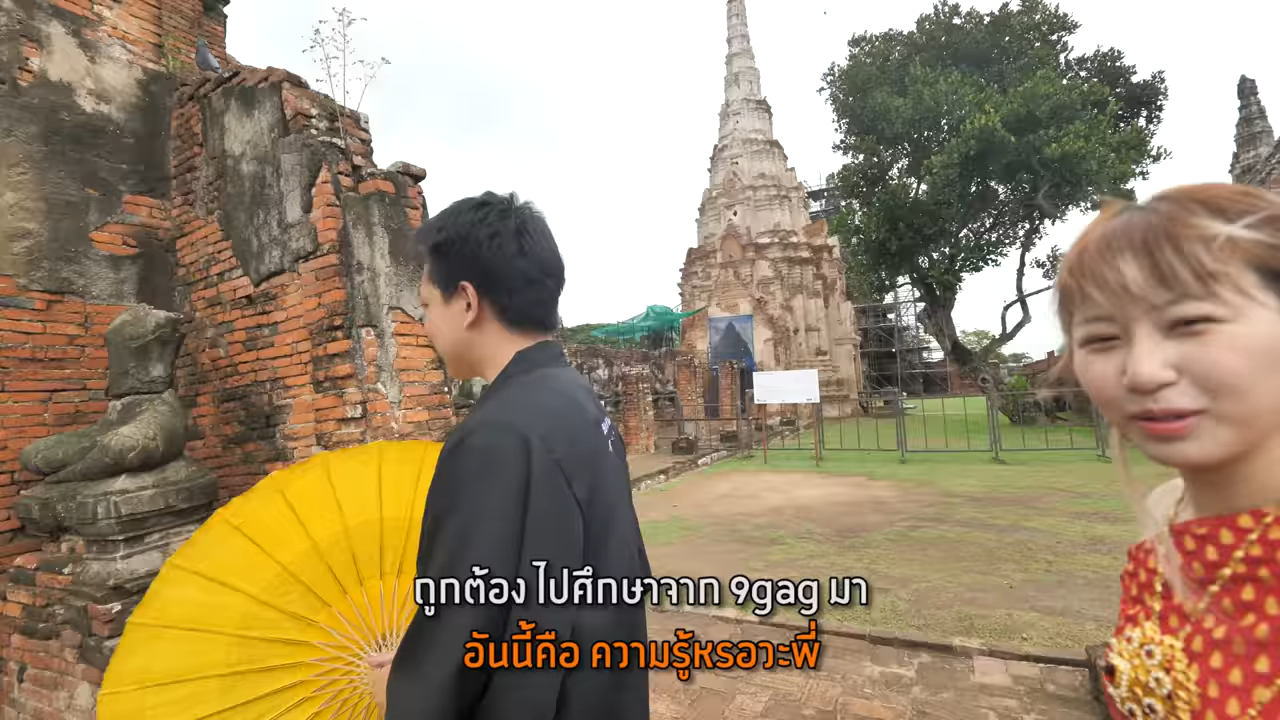 ถูกต้อง ไปศึกษาจาก 9gag มา
อันนี้คือ ความรู้หรอวะพี่